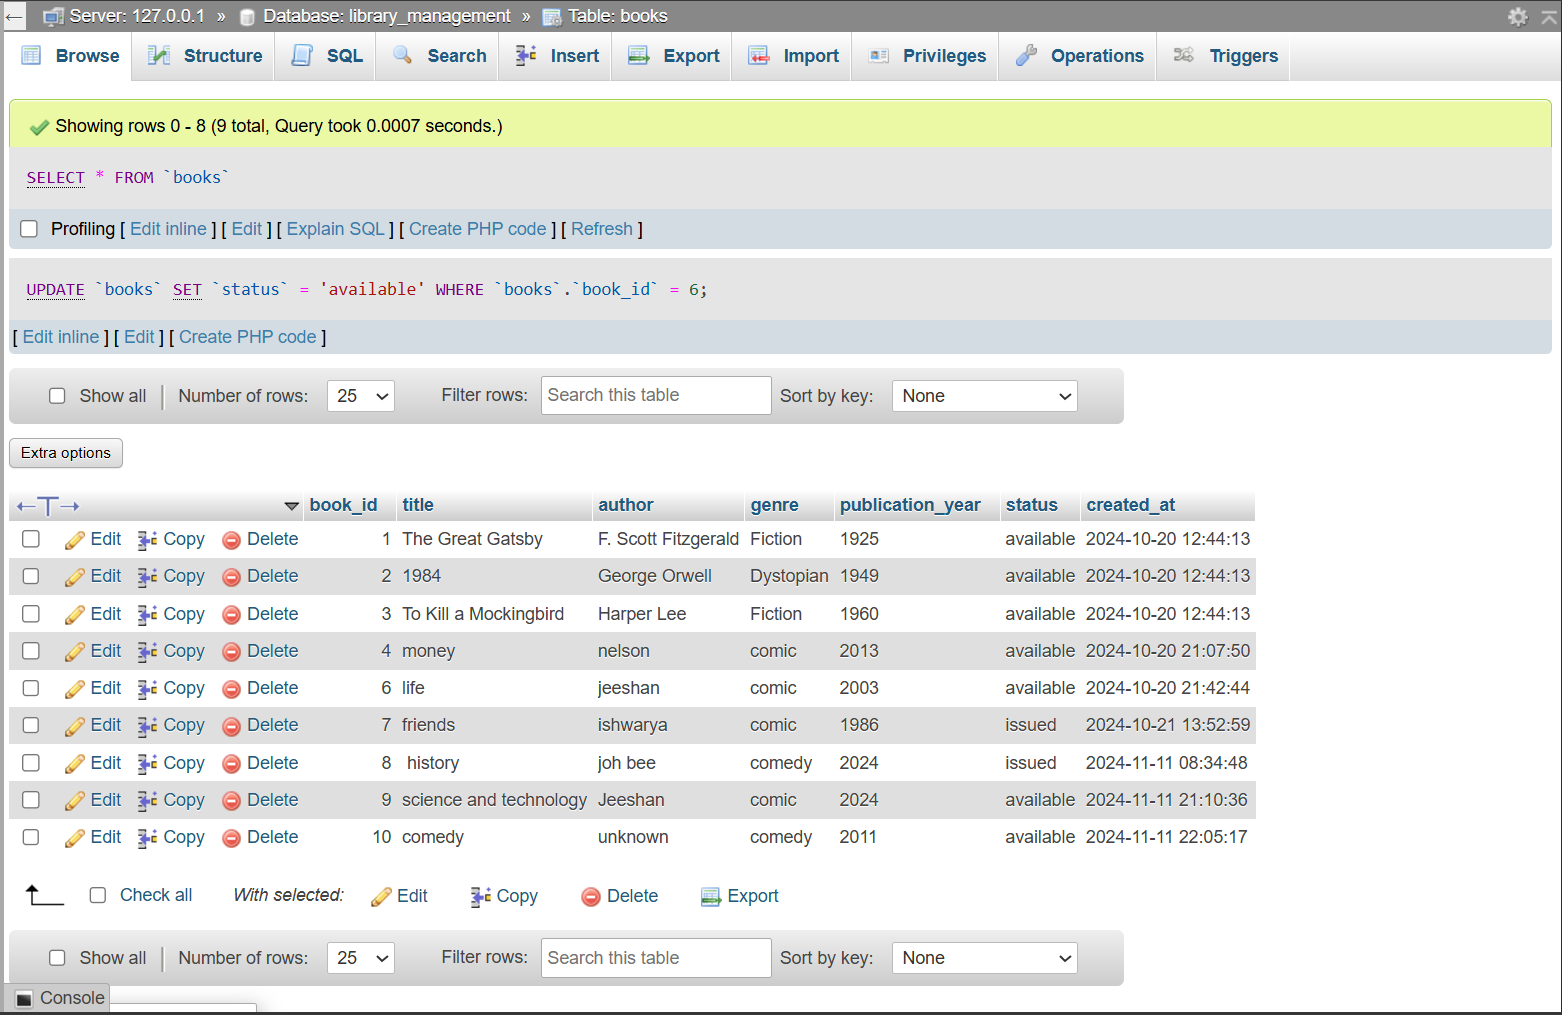 Server: 127.0.0.1 » Database: library_management » Table: books
Browse Structure SQL Search Insert Export Import Privileges Operations Triggers
Showing rows 0 - 8 (9 total, Query took 0.0007 seconds.)
SELECT * FROM `books`
Profiling [ Edit inline ] [ Edit ] [ Explain SQL ] [ Create PHP code ] [ Refresh ]
UPDATE `books` SET `status` = 'available' WHERE `books`.`book_id` = 6;
[ Edit inline ] [ Edit ] [ Create PHP code ]
Show all | Number of rows: 25 Filter rows: Search this table Sort by key: None
Extra options
book_id title author genre publication_year status created_at
Edit Copy Delete 1 The Great Gatsby F. Scott Fitzgerald Fiction 1925 available 2024-10-20 12:44:13
Edit Copy Delete 2 1984 George Orwell Dystopian 1949 available 2024-10-20 12:44:13
Edit Copy Delete 3 To Kill a Mockingbird Harper Lee Fiction 1960 available 2024-10-20 12:44:13
Edit Copy Delete 4 money nelson comic 2013 available 2024-10-20 21:07:50
Edit Copy Delete 6 life jeeshan comic 2003 available 2024-10-20 21:42:44
Edit Copy Delete 7 friends ishwarya comic 1986 issued 2024-10-21 13:52:59
Edit Copy Delete 8 history joh bee comedy 2024 issued 2024-11-11 08:34:48
Edit Copy Delete 9 science and technology Jeeshan comic 2024 available 2024-11-11 21:10:36
Edit Copy Delete 10 comedy unknown comedy 2011 available 2024-11-11 22:05:17
Check all With selected: Edit Copy Delete Export
Show all | Number of rows: 25 Filter rows: Search this table Sort by key: None
Console